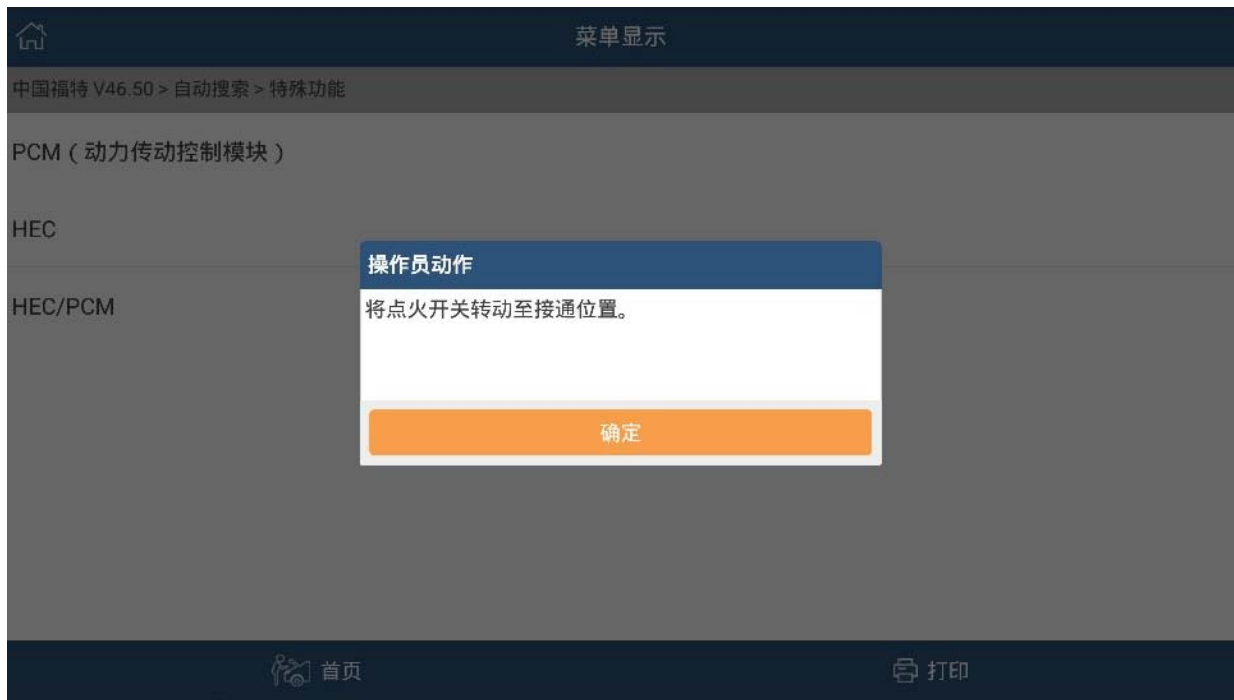 菜单显示
中国福特 V46.50 > 自动搜索 > 特殊功能
PCM（动力传动控制模块）
HEC
HEC/PCM
操作员动作
将点火开关转动至接通位置。
确定
首页
打印